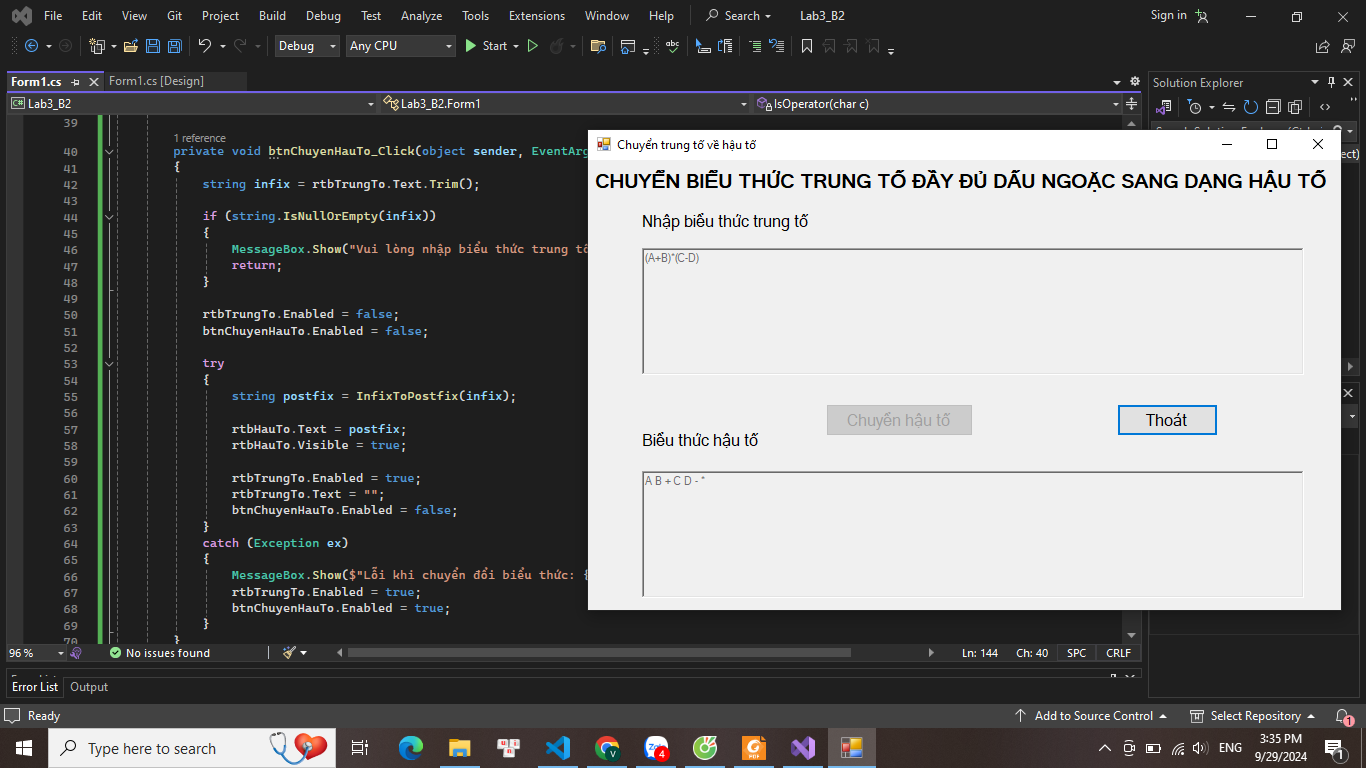 File Edit View Git Project Build Debug Test Analyze Tools Extensions Window Help Search Lab3_B2 Sign in
Debug Any CPU Start
Form1.cs Form1.cs [Design]
Lab3_B2 Lab3_B2.Form1 IsOperator(char c)
Solution Explorer
39
1 reference
40 private void btnChuyenHauTo_Click(object sender, EventArg
41 {
42 string infix = rtbTrungTo.Text.Trim();
43
44 if (string.IsNullOrEmpty(infix))
45 {
46 MessageBox.Show("Vui lòng nhập biểu thức trung tố
47 return;
48 }
49
50 rtbTrungTo.Enabled = false;
51 btnChuyenHauTo.Enabled = false;
52
53 try
54 {
55 string postfix = InfixToPostfix(infix);
56
57 rtbHauTo.Text = postfix;
58 rtbHauTo.Visible = true;
59
60 rtbTrungTo.Enabled = true;
61 rtbTrungTo.Text = "";
62 btnChuyenHauTo.Enabled = false;
63 }
64 catch (Exception ex)
65 {
66 MessageBox.Show($"Lỗi khi chuyển đổi biểu thức: {
67 rtbTrungTo.Enabled = true;
68 btnChuyenHauTo.Enabled = true;
69 }
70 }
Chuyển trung tố về hậu tố
CHUYỂN BIỂU THỨC TRUNG TỐ ĐẦY ĐỦ DẤU NGOẶC SANG DẠNG HẬU TỐ
Nhập biểu thức trung tố
(A+B)*(C-D)
Chuyển hậu tố Thoát
Biểu thức hậu tố
A B + C D - *
96 % No issues found Ln: 144 Ch: 40 SPC CRLF
Error List Output
Ready Add to Source Control Select Repository 1
Type here to search 4 ENG 3:35 PM
9/29/2024 1